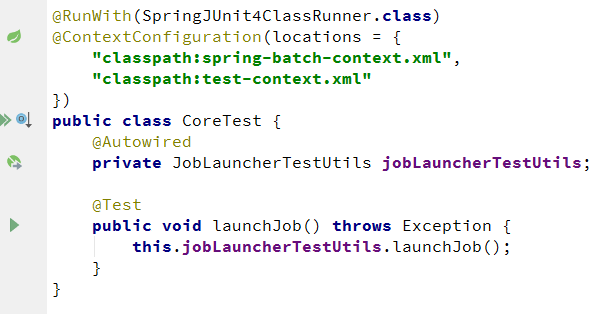 @RunWith(SpringJUnit4ClassRunner.class)
@ContextConfiguration(locations = {
    "classpath:spring-batch-context.xml",
    "classpath:test-context.xml"
})
public class CoreTest {
    @Autowired
    private JobLauncherTestUtils jobLauncherTestUtils;

    @Test
    public void launchJob() throws Exception {
        this.jobLauncherTestUtils.launchJob();
    }
}